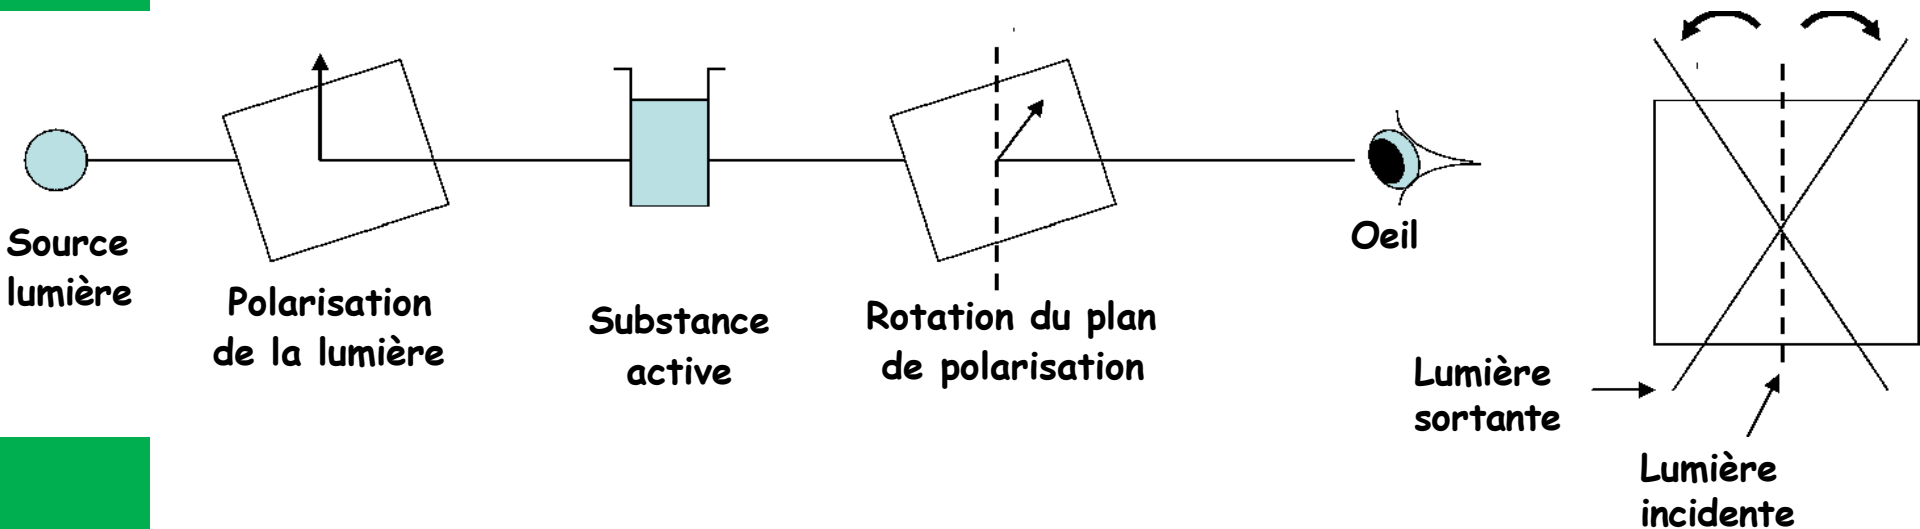 Source
lumière
Polarisation
de la lumière
Substance
active
Rotation du plan
de polarisation
Oeil
Lumière
sortante
Lumière
incidente